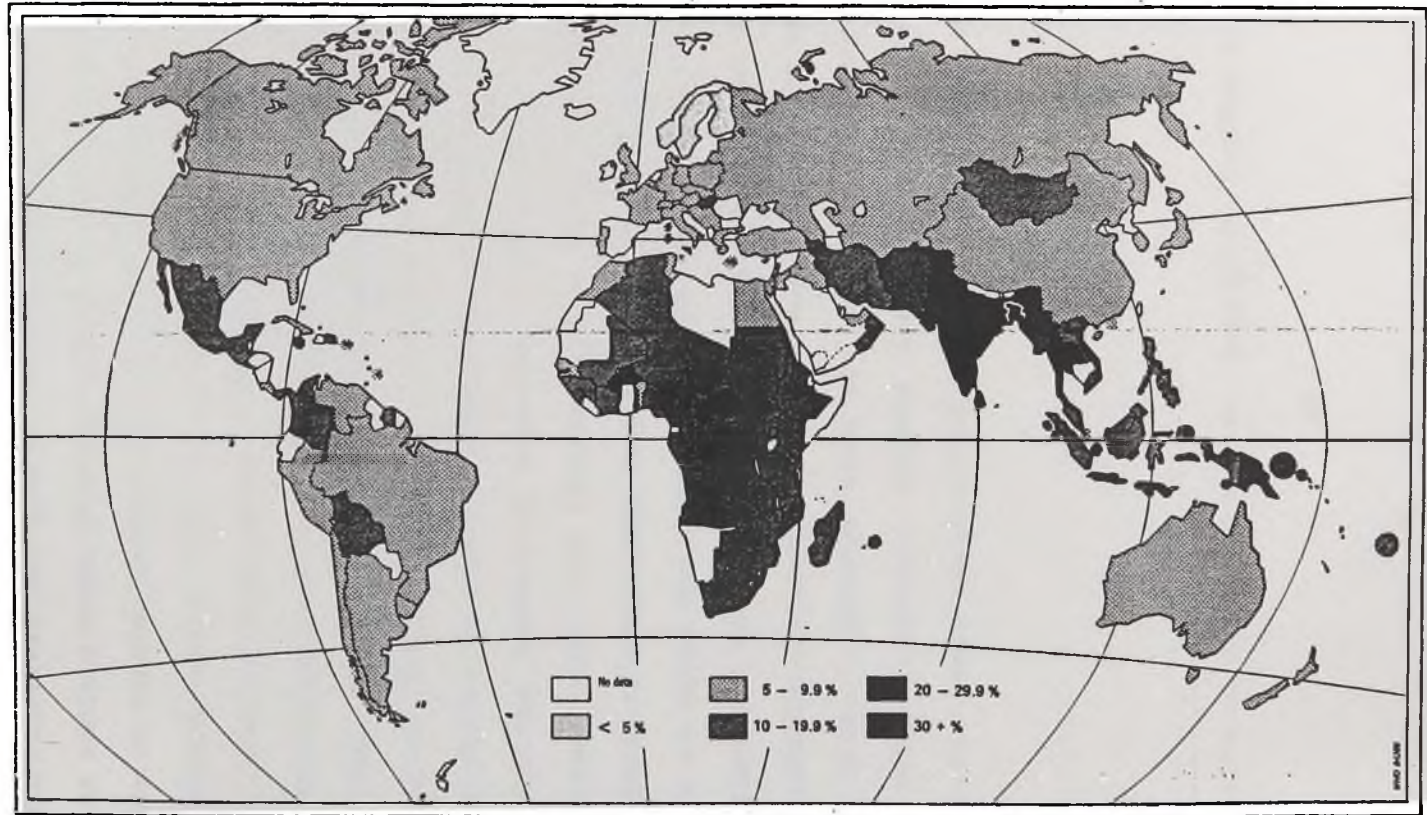 No data
< 5 %
5 – 9.9 %
10 – 19.9 %
20 – 29.9 %
30 + %